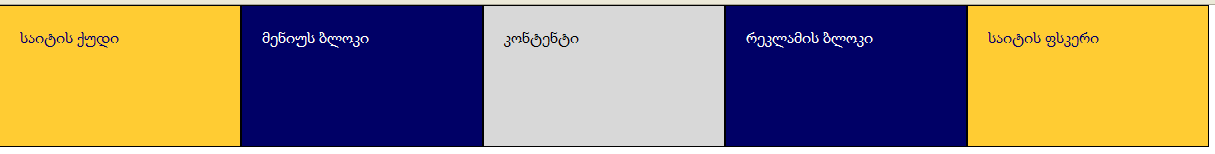 საიტის ქუდი
მენიუს ბლოკი
კონტენტი
რეკლამის ბლოკი
საიტის ფსკერი